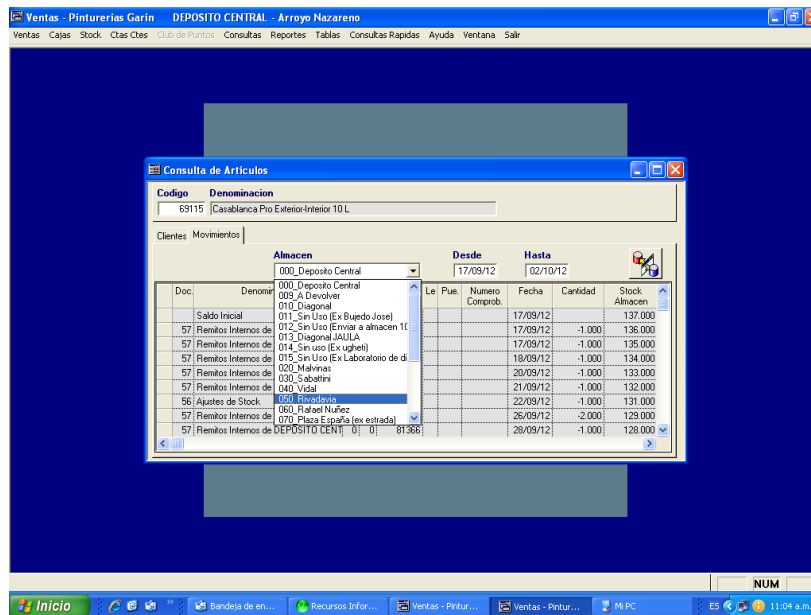 Ventas - Pinturerias Garin DEPOSITO CENTRAL - Arroyo Nazareno
Ventas Cajas Stock Ctas Ctes Club de Puntos Consultas Reportes Tablas Consultas Rapidas Ayuda Ventana Salir
Consulta de Articulos
Codigo Denominacion
69115 Casablanca Pro Exterior-Interior 10 L
Clientes Movimientos
Almacen Desde Hasta
000_Deposito Central 17/09/12 02/10/12
000_Deposito Central
009_A Devolver
010_Diagonal
011_Sin Uso (Ex Bujedo Jose)
012_Sin Uso (Enviar a almacen 10
013_Diagonal JAULA
014_Sin uso (Ex ugheti)
015_Sin Uso (Ex Laboratorio de di
020_Malvinas
030_Sabattini
040_Vidal
050_Rivadavia
060_Rafael Nuñez
070_Plaza España (ex estrada)
Doc. Denomin Le Pue. Numero Comprob. Fecha Cantidad Stock Almacen
Saldo Inicial 17/09/12 137.000
57 Remitos Internos de 17/09/12 -1.000 136.000
57 Remitos Internos de 17/09/12 -1.000 135.000
57 Remitos Internos de 18/09/12 -1.000 134.000
57 Remitos Internos de 20/09/12 -1.000 133.000
57 Remitos Internos de 21/09/12 -1.000 132.000
56 Ajustes de Stock 22/09/12 -1.000 131.000
57 Remitos Internos de 26/09/12 -2.000 129.000
57 Remitos Internos de DEPOSITO CENT 0 0 81366 28/09/12 -1.000 128.000
NUM
Inicio Bandeja de en... Recursos Infor... Ventas - Pintur... Ventas - Pintur... Mi PC ES 11:04 a.m.